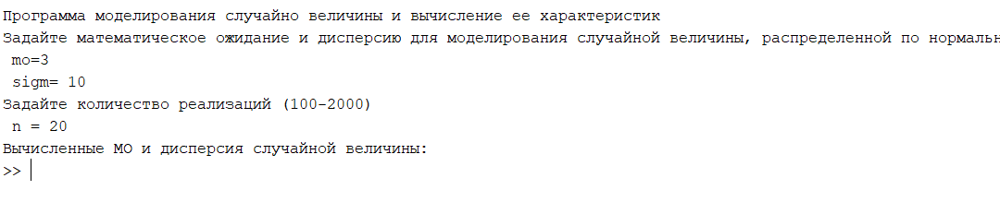 Программа моделирования случайно величины и вычисление ее характеристик
Задайте математическое ожидание и дисперсию для моделирования случайной величины, распределенной по
mo=3
sigm= 10
Задайте количество реализаций (100-2000)
n = 20
Вычисленные МО и дисперсия случайной величины:
>>